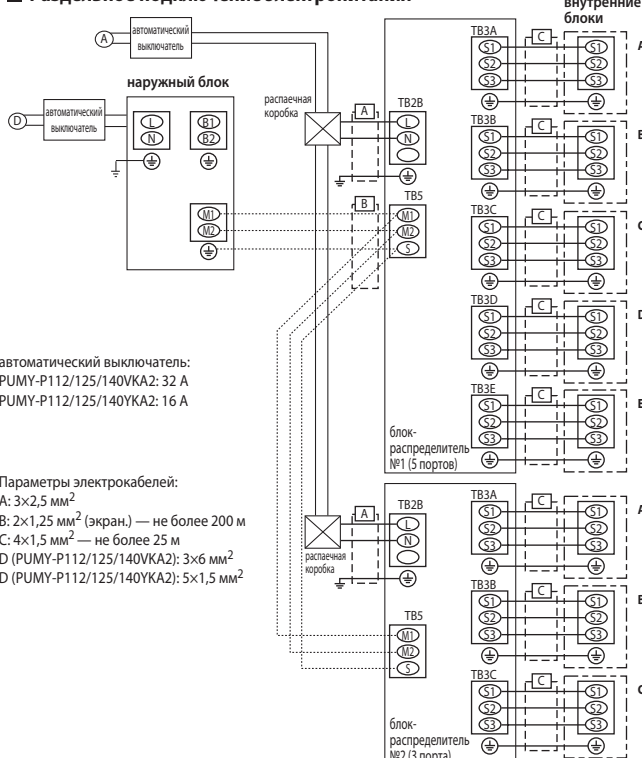 Раздельное подключение электропитания
внутренние
блоки
A
автоматический
выключатель
наружный блок
D
автоматический
выключатель
L
N
B1
B2
M1
M2
распаечная
коробка
A
TB2B
L
N
B
TB5
M1
M2
S
TB3A
S1
S2
S3
C
S1
S2
S3
A
TB3B
S1
S2
S3
C
S1
S2
S3
TB3C
S1
S2
S3
C
S1
S2
S3
TB3D
S1
S2
S3
C
S1
S2
S3
TB3E
S1
S2
S3
C
S1
S2
S3
блок-
распределитель
№1 (5 портов)
автоматический выключатель:
PUMY-P112/125/140VKA2: 32 А
PUMY-P112/125/140YKA2: 16 А
Параметры электрокабелей:
A: 3×2,5 мм2
B: 2×1,25 мм2 (экран.) — не более 200 м
C: 4×1,5 мм2 — не более 25 м
D (PUMY-P112/125/140VKA2): 3×6 мм2
D (PUMY-P112/125/140YKA2): 5×1,5 мм2
распаечная
коробка
A
TB2B
L
N
TB5
M1
M2
S
TB3A
S1
S2
S3
C
S1
S2
S3
TB3B
S1
S2
S3
C
S1
S2
S3
TB3C
S1
S2
S3
C
S1
S2
S3
блок-
распределитель
№2 (3 порта)